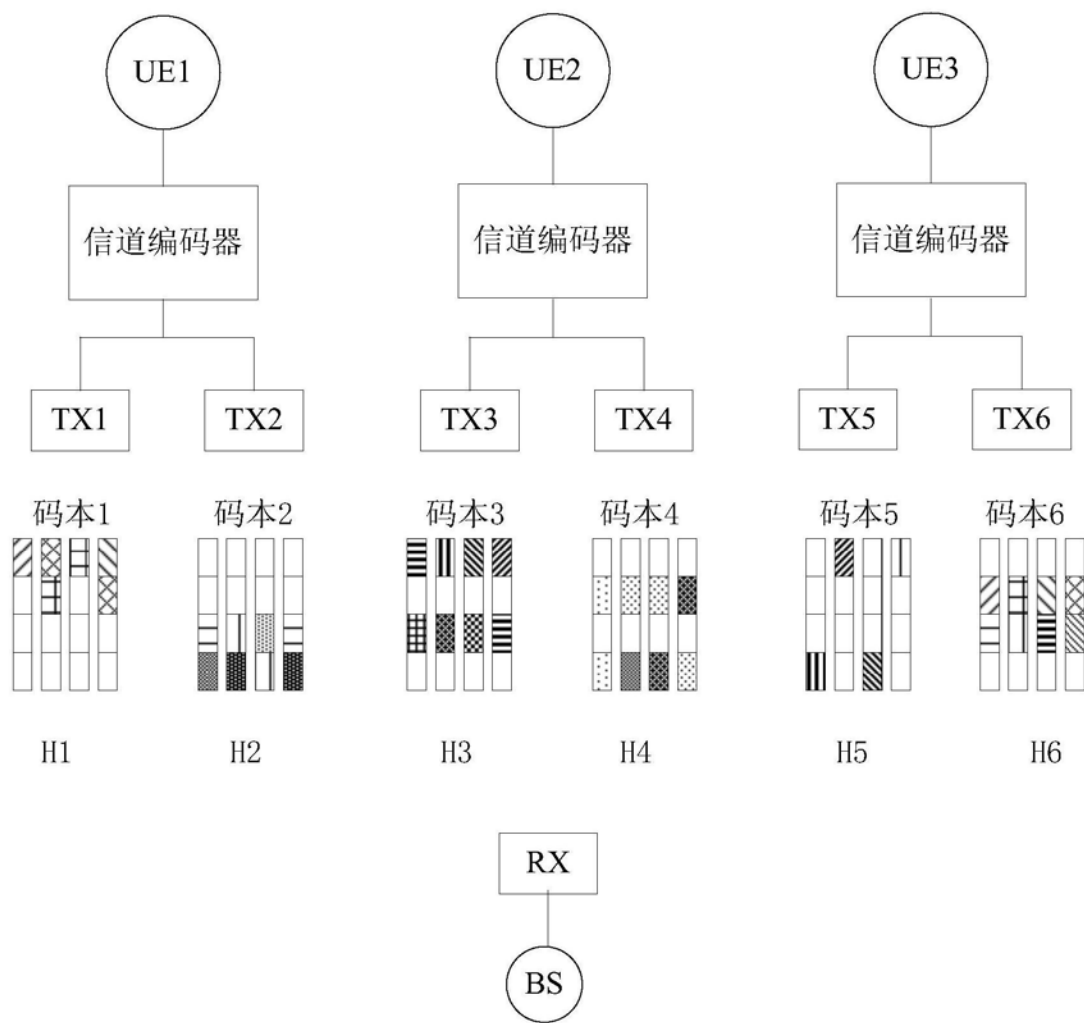 UE1 UE2 UE3
信道编码器 信道编码器 信道编码器
TX1 TX2 TX3 TX4 TX5 TX6
码本1 码本2 码本3 码本4 码本5 码本6
H1 H2 H3 H4 H5 H6
RX
BS